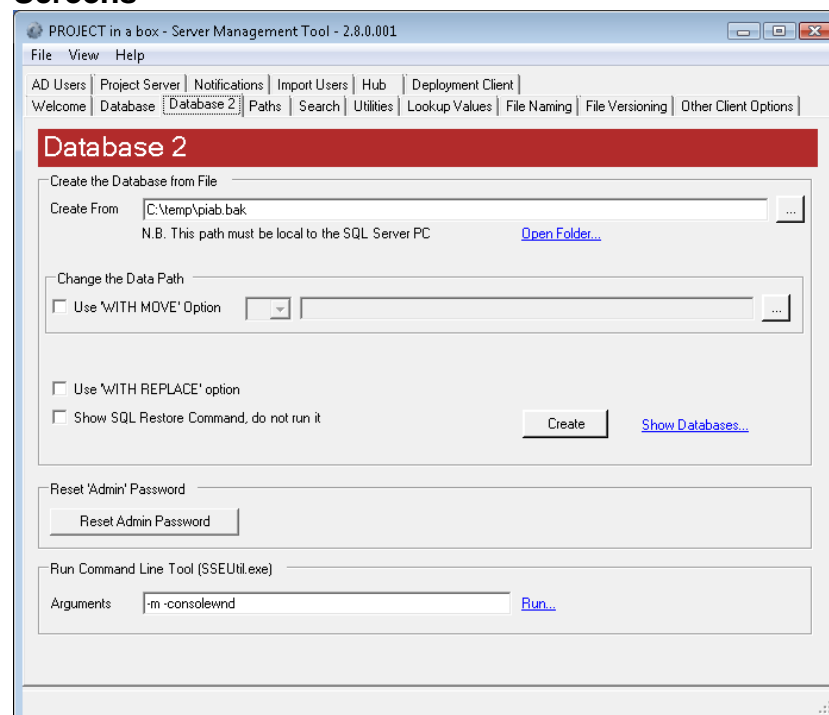 Screens
PROJECT in a box - Server Management Tool - 2.8.0.001
File View Help
AD Users Project Server Notifications Import Users Hub Deployment Client
Welcome Database Database 2 Paths Search Utilities Lookup Values File Naming File Versioning Other Client Options
Database 2
Create the Database from File
Create From C:\temp\piab.bak ...
N.B. This path must be local to the SQL Server PC Open Folder...
Change the Data Path
Use 'WITH MOVE' Option ...
Use 'WITH REPLACE' option
Show SQL Restore Command, do not run it Create Show Databases...
Reset 'Admin' Password
Reset Admin Password
Run Command Line Tool (SSEUtil.exe)
Arguments -m -consolewnd Run...